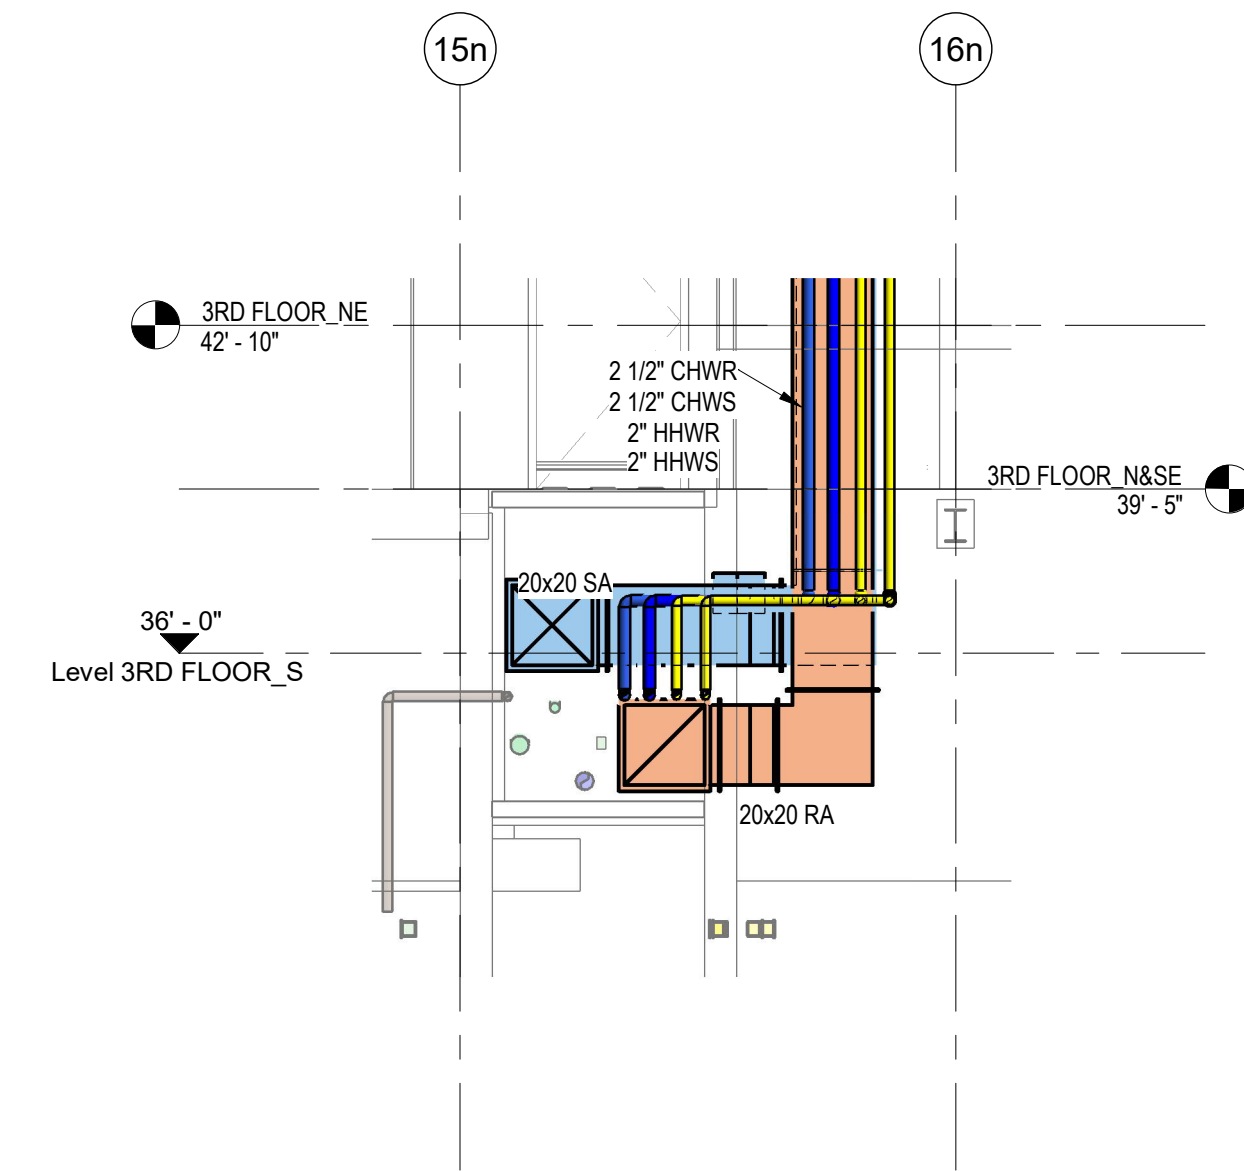 15n
16n
3RD FLOOR_NE
42' - 10"
2 1/2" CHWR
2 1/2" CHWS
2" HHWR
2" HHWS
3RD FLOOR_N&SE
39' - 5"
20x20 SA
36' - 0"
Level 3RD FLOOR_S
20x20 RA